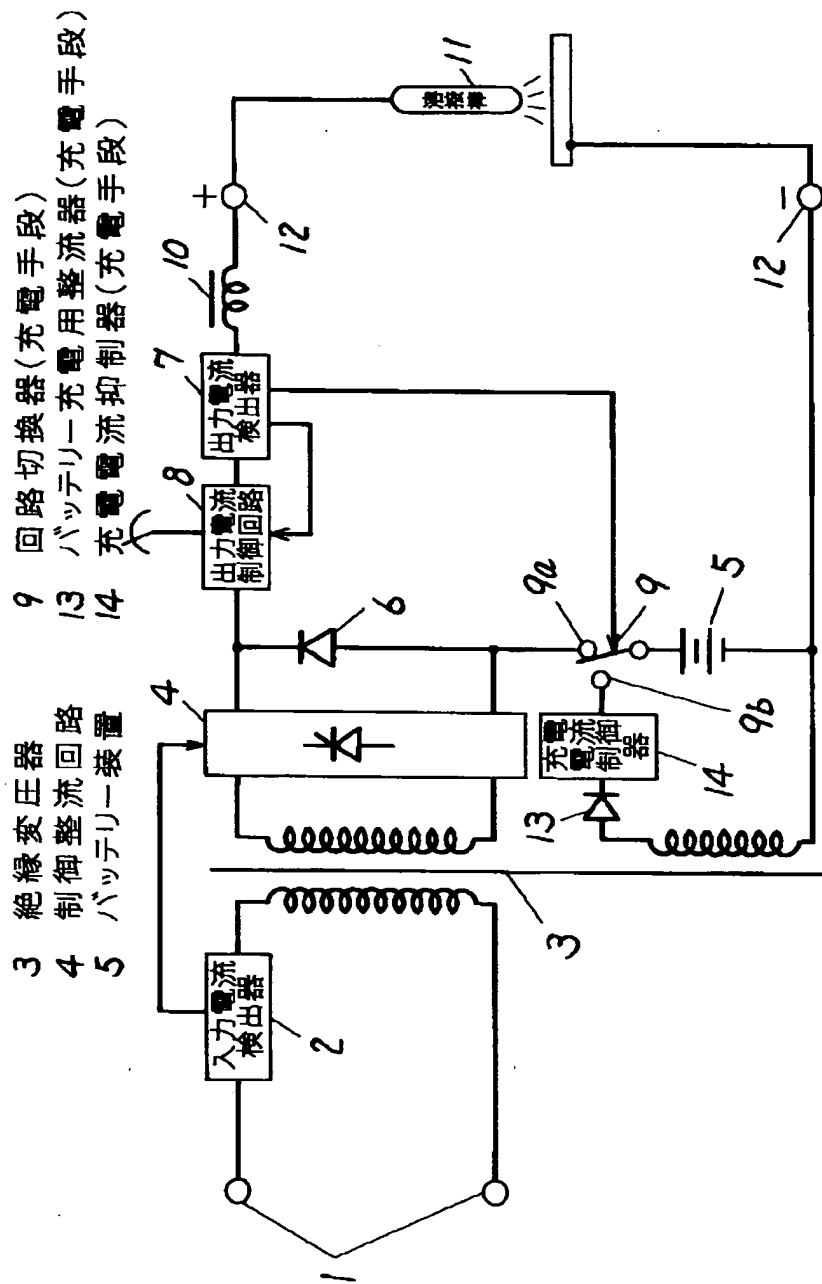 3 絶縁変圧器
4 制御整流回路
5 バッテリー装置
9 回路切換器(充電手段)
13 バッテリー充電用整流器(充電手段)
14 充電電流抑制器(充電手段)
1
入力電流
検出器
2
3
4
出力電流
制御回路
8
出力電流
検出器
7
10
+
12
溶接棒
11
6
9a
9
9b
5
充電
電流
制御
器
14
13
−
12